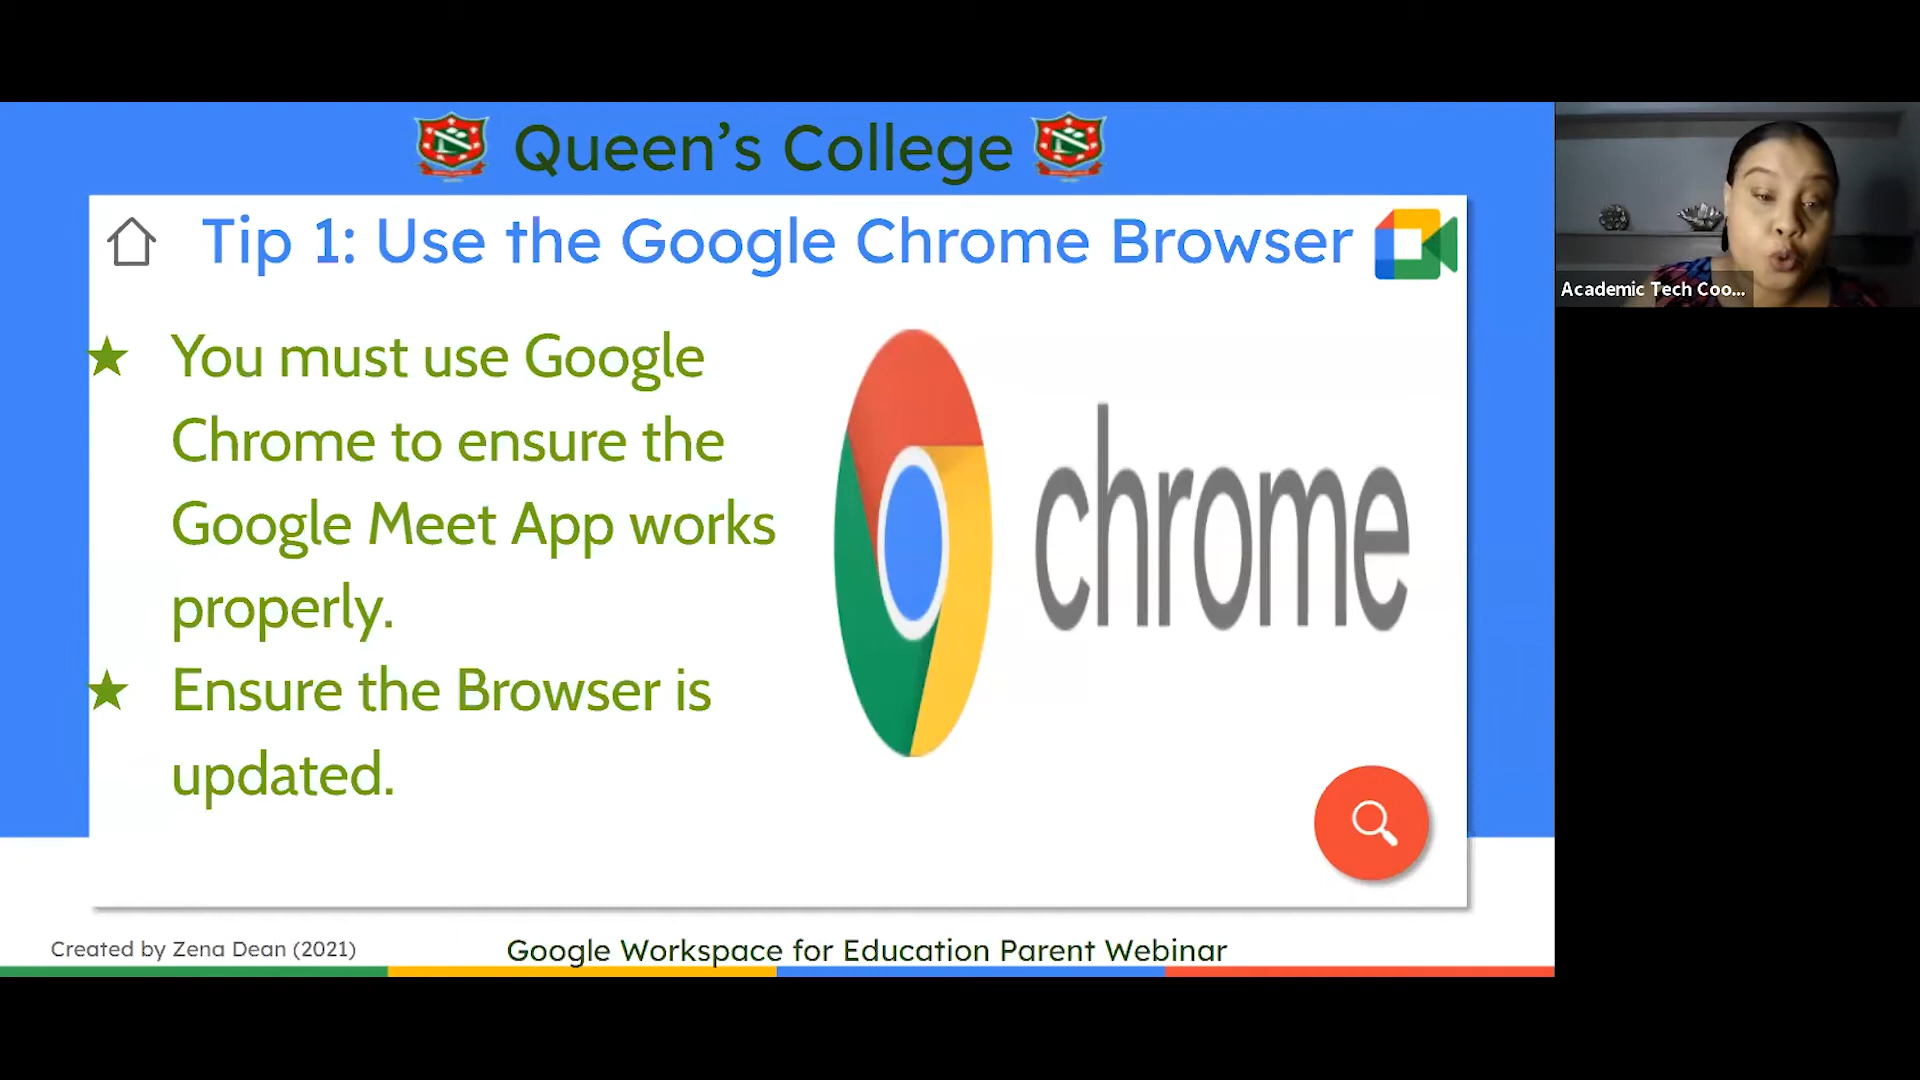 Queen's College
Tip 1: Use the Google Chrome Browser
★ You must use Google
Chrome to ensure the
Google Meet App works
properly.
★ Ensure the Browser is
updated.
chrome
Academic Tech Coo...
Created by Zena Dean (2021)
Google Workspace for Education Parent Webinar